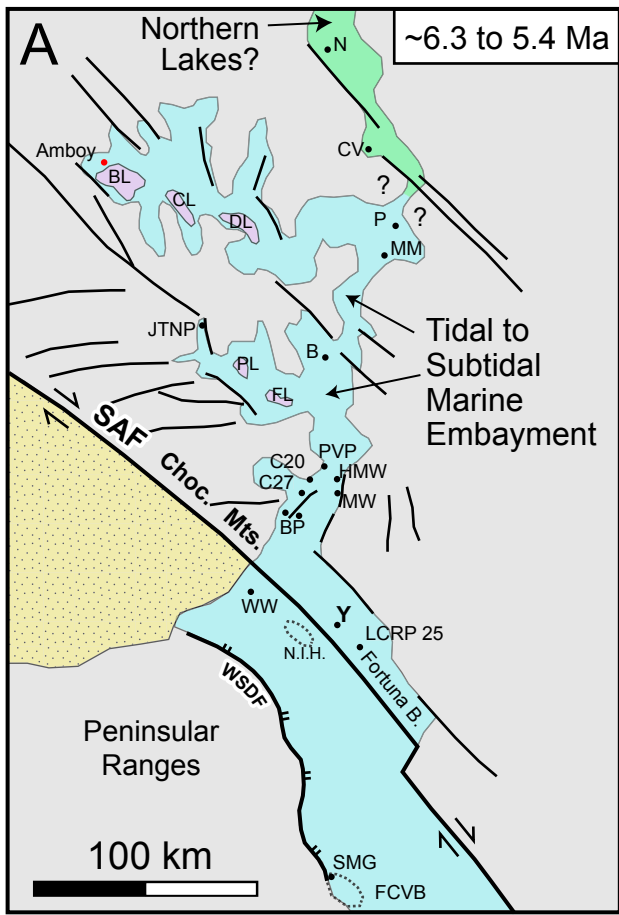 A
Northern
Lakes?
~6.3 to 5.4 Ma
N
Amboy
BL
CV
CL
?
DL
P
?
MM
JTNP
Tidal to
Subtidal
Marine
Embayment
B
PL
FL
SAF
Choc. Mts.
PVP
C20
HMW
C27
IMW
BP
WW
Y
LCRP 25
N.I.H.
Fortuna B.
WSDF
Peninsular
Ranges
100 km
SMG
FCVB